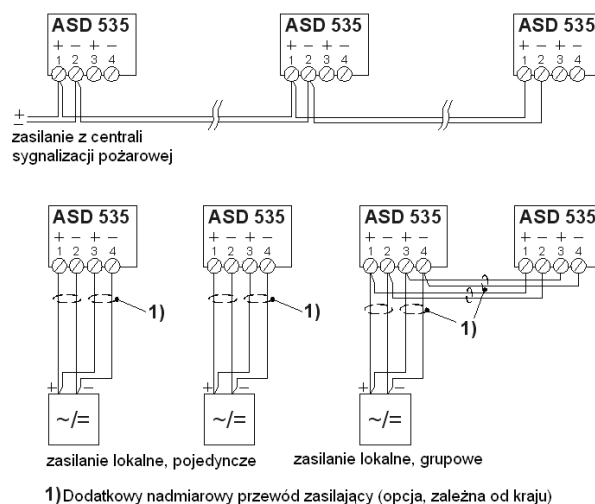 ASD 535 ASD 535 ASD 535
+ − + − + − + − + − + −
1 2 3 4 1 2 3 4 1 2 3 4
+
−
zasilanie z centrali
sygnalizacji pożarowej
ASD 535 ASD 535 ASD 535 ASD 535
+ − + − + − + − + − + − + − + −
1 2 3 4 1 2 3 4 1 2 3 4 1 2 3 4
1) 1) 1)
+ − + − + −
~/= ~/= ~/=
zasilanie lokalne, pojedyncze zasilanie lokalne, grupowe
1) Dodatkowy nadmiarowy przewód zasilający (opcja, zależna od kraju)